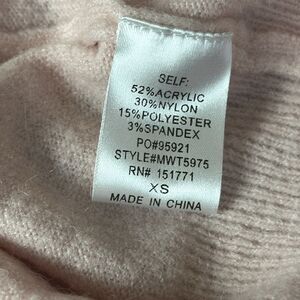 SELF:
52%ACRYLIC
30%NYLON
15%POLYESTER
3%SPANDEX
PO#95921
STYLE#MWT5975
RN# 151771
XS
MADE IN CHINA